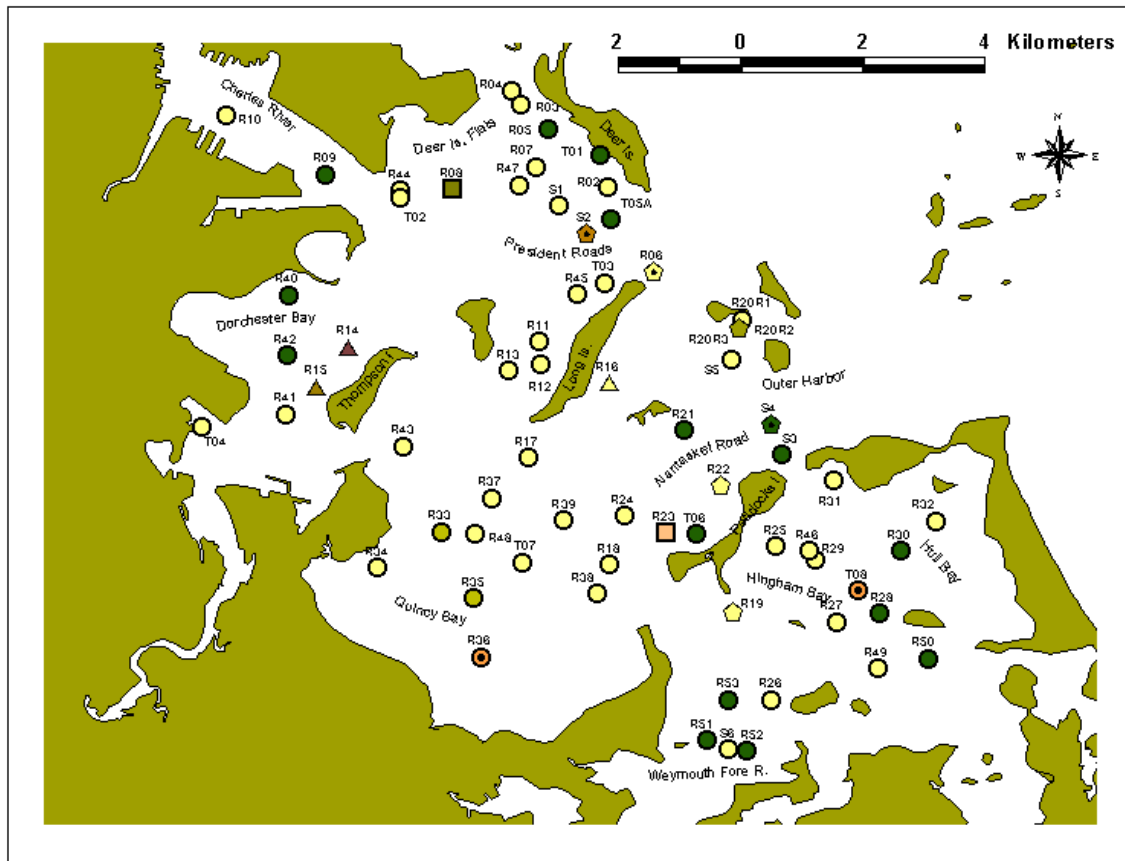 2 0 2 4 Kilometers
R04
R03
Charles River
R10
R05
Deer Is. Flats
Deer Is.
R07
T01
R09
R44
R08
R47
R02
T02
S1
T05A
S2
President Roads
R06
T03
R45
R40
Dorchester Bay
R20R1
R20R2
R20R3
R14
R11
R42
R13
R12
Long Is.
S5
Outer Harbor
R15
Thompson I
R16
R41
T04
R43
R21
S4
Nantasket Road
S3
R17
R22
Peddocks I
R31
R37
R39
R24
R23
T06
R32
R33
R48
R25
R46
R29
R30
Hull Bay
R34
T07
R18
R38
Hingham Bay
T08
R35
Quincy Bay
R19
R27
R28
R36
R49
R50
R53
R26
R51
S6
R52
Weymouth Fore R.
N
W E
S